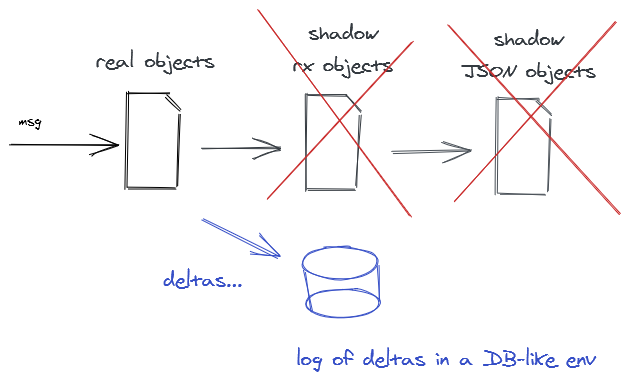 shadow
rx objects
shadow
JSON objects
real objects
msg
deltas...
log of deltas in a DB-like env